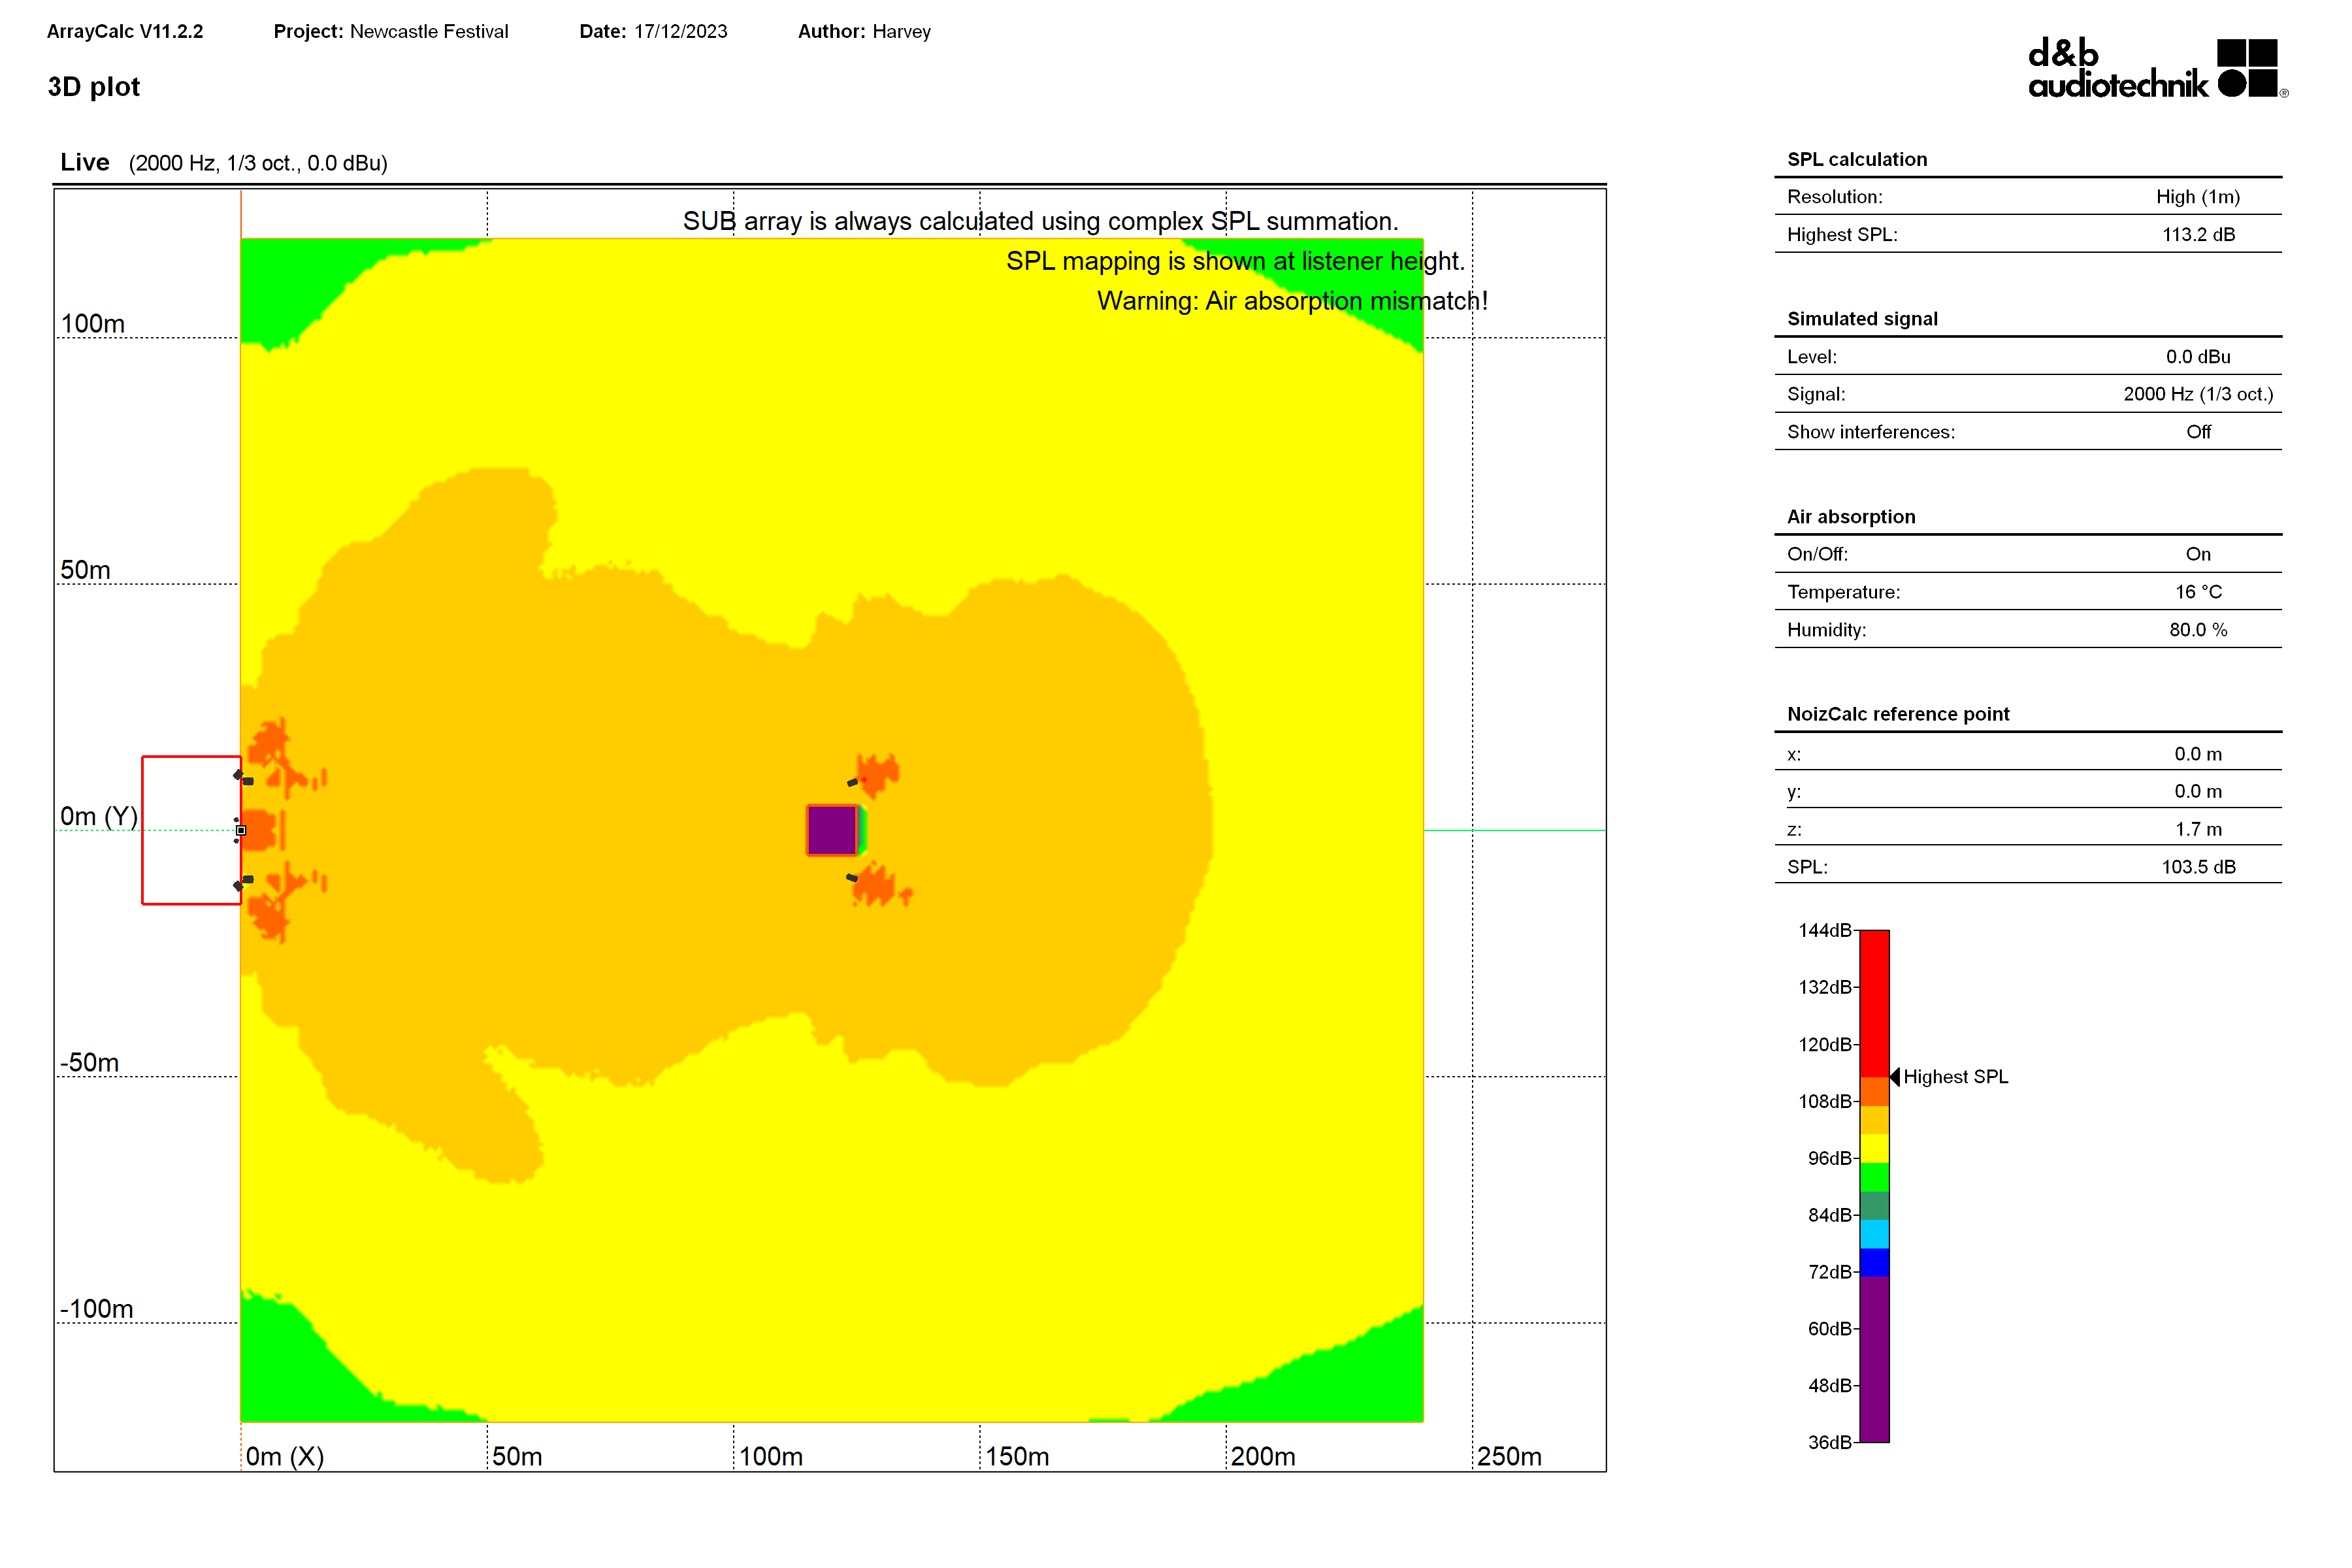 ArrayCalc V11.2.2 Project: Newcastle Festival Date: 17/12/2023 Author: Harvey
3D plot
d&b
audiotechnik ®
Live (2000 Hz, 1/3 oct., 0.0 dBu)
SUB array is always calculated using complex SPL summation.
SPL mapping is shown at listener height.
Warning: Air absorption mismatch!
100m
50m
0m (Y)
-50m
-100m
0m (X) 50m 100m 150m 200m 250m
SPL calculation
Resolution: High (1m)
Highest SPL: 113.2 dB
Simulated signal
Level: 0.0 dBu
Signal: 2000 Hz (1/3 oct.)
Show interferences: Off
Air absorption
On/Off: On
Temperature: 16 °C
Humidity: 80.0 %
NoizCalc reference point
x: 0.0 m
y: 0.0 m
z: 1.7 m
SPL: 103.5 dB
144dB
132dB
120dB
Highest SPL
108dB
96dB
84dB
72dB
60dB
48dB
36dB